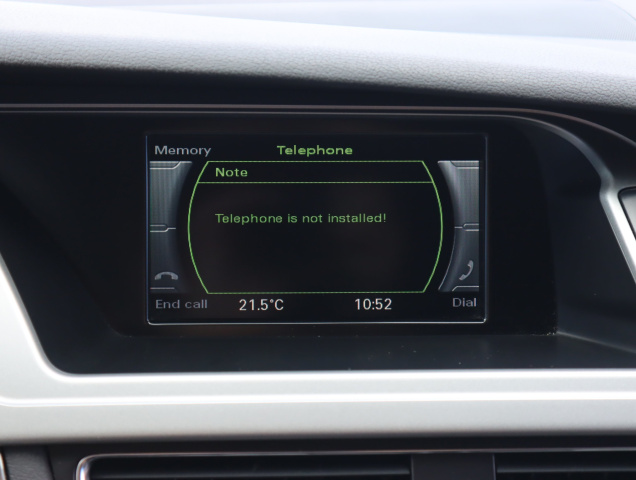 Memory Telephone
Note
Telephone is not installed!
End call 21.5°C 10:52 Dial